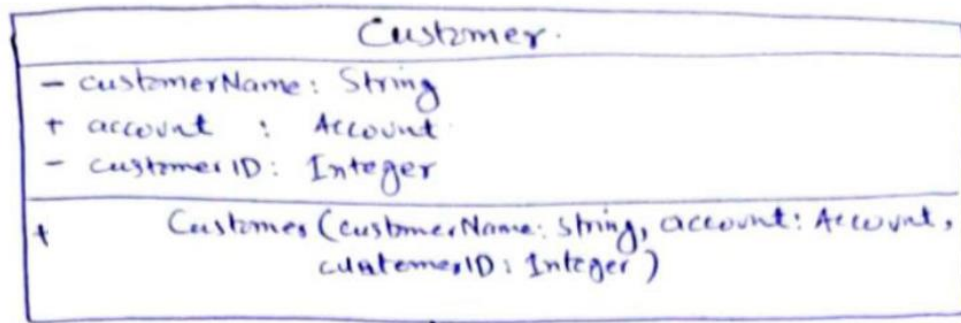 Customer.
- customerName: String
+ account : Account
- customerID: Integer
+ Customer (customerName: String, account: Account,
customerID: Integer)